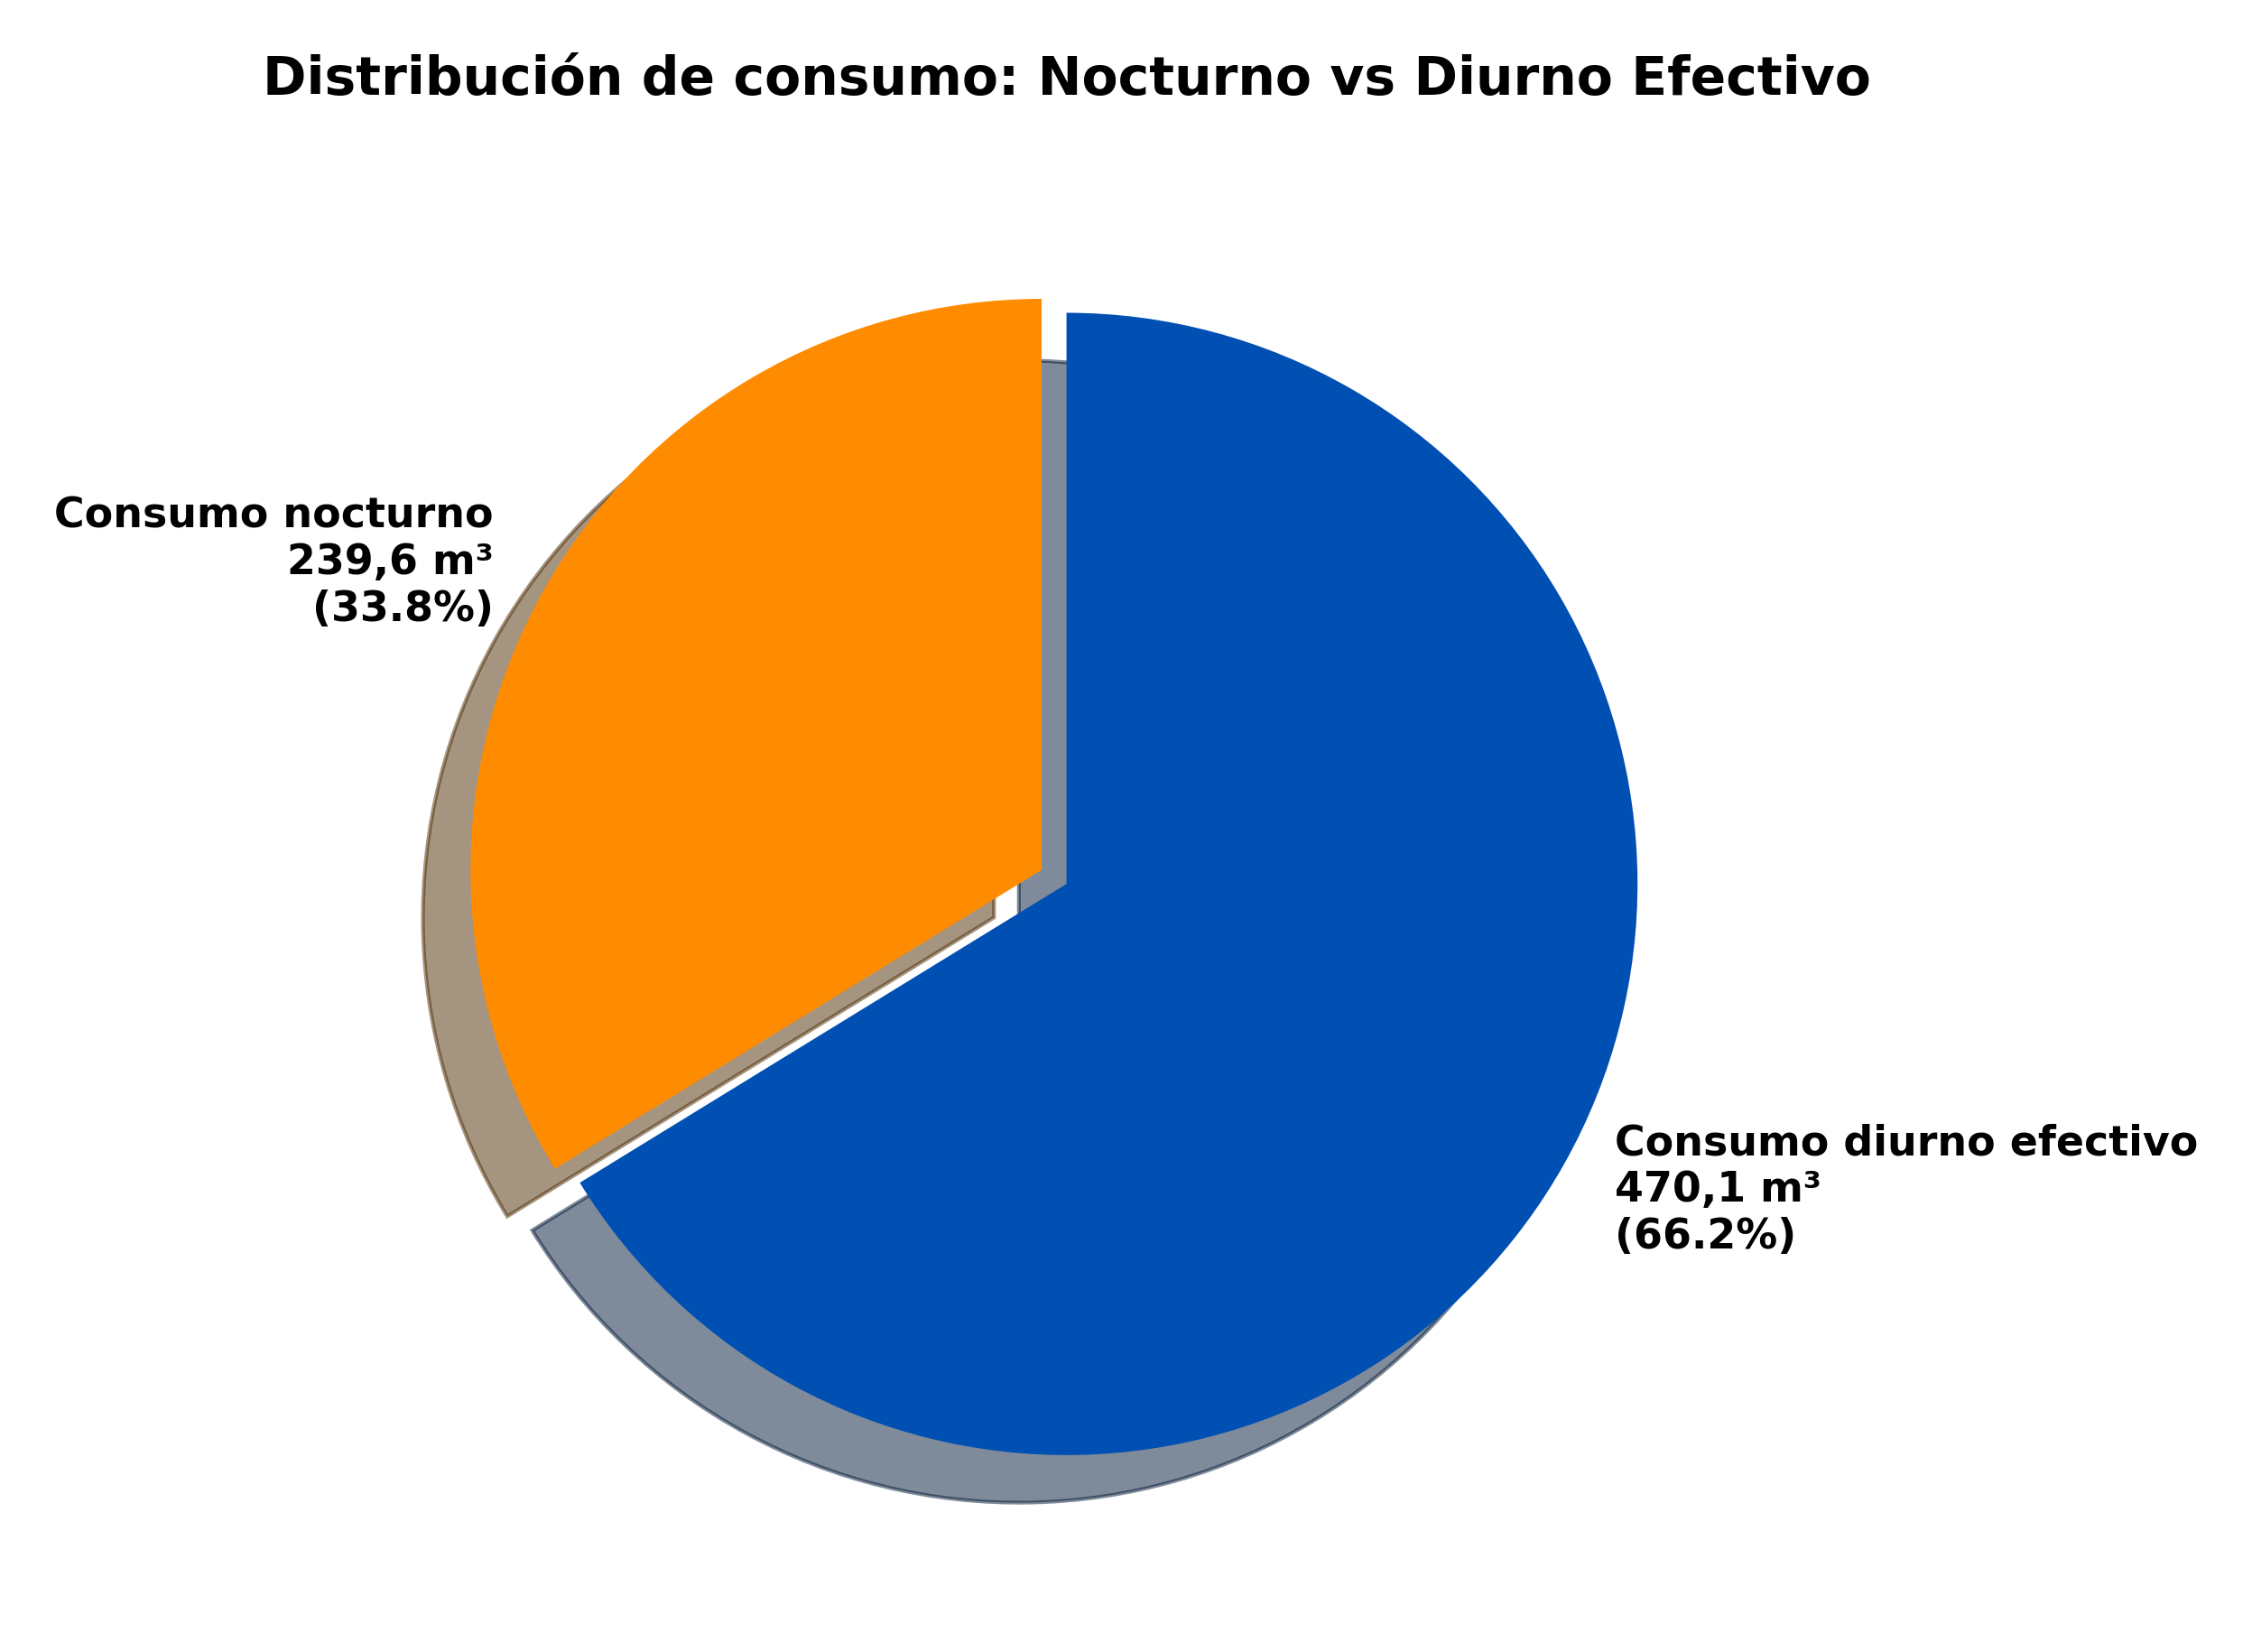 Distribución de consumo: Nocturno vs Diurno Efectivo
Consumo nocturno
239,6 m³
(33.8%)
Consumo diurno efectivo
470,1 m³
(66.2%)